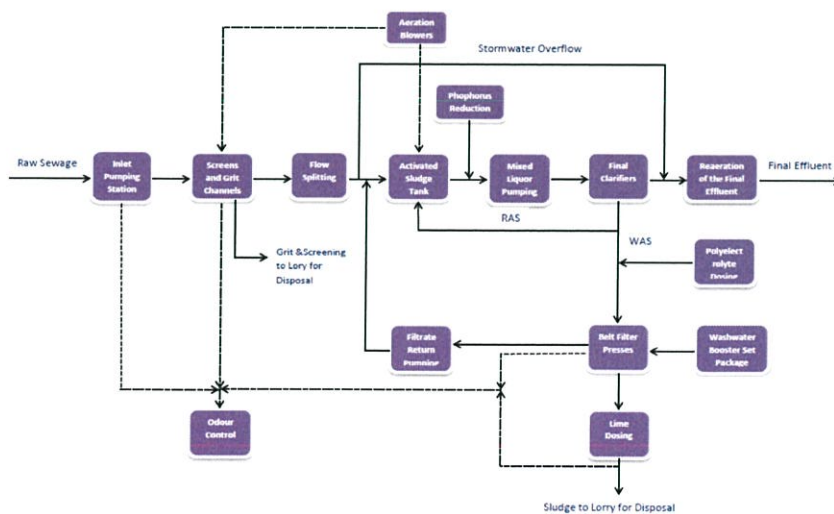 Aeration
Blowers
Stormwater Overflow
Phophorus
Reduction
Raw Sewage
Inlet
Pumping
Station
Screens
and Grit
Channels
Flow
Splitting
Activated
Sludge
Tank
Mixed
Liquor
Pumping
Final
Clarifiers
Reaeration
of the Final
Effluent
Final Effluent
RAS
WAS
Grit &Screening
to Lory for
Disposal
Polyelect
rolyte
Dosing
Filtrate
Return
Pumping
Belt Filter
Presses
Washwater
Booster Set
Package
Odour
Control
Lime
Dosing
Sludge to Lorry for Disposal